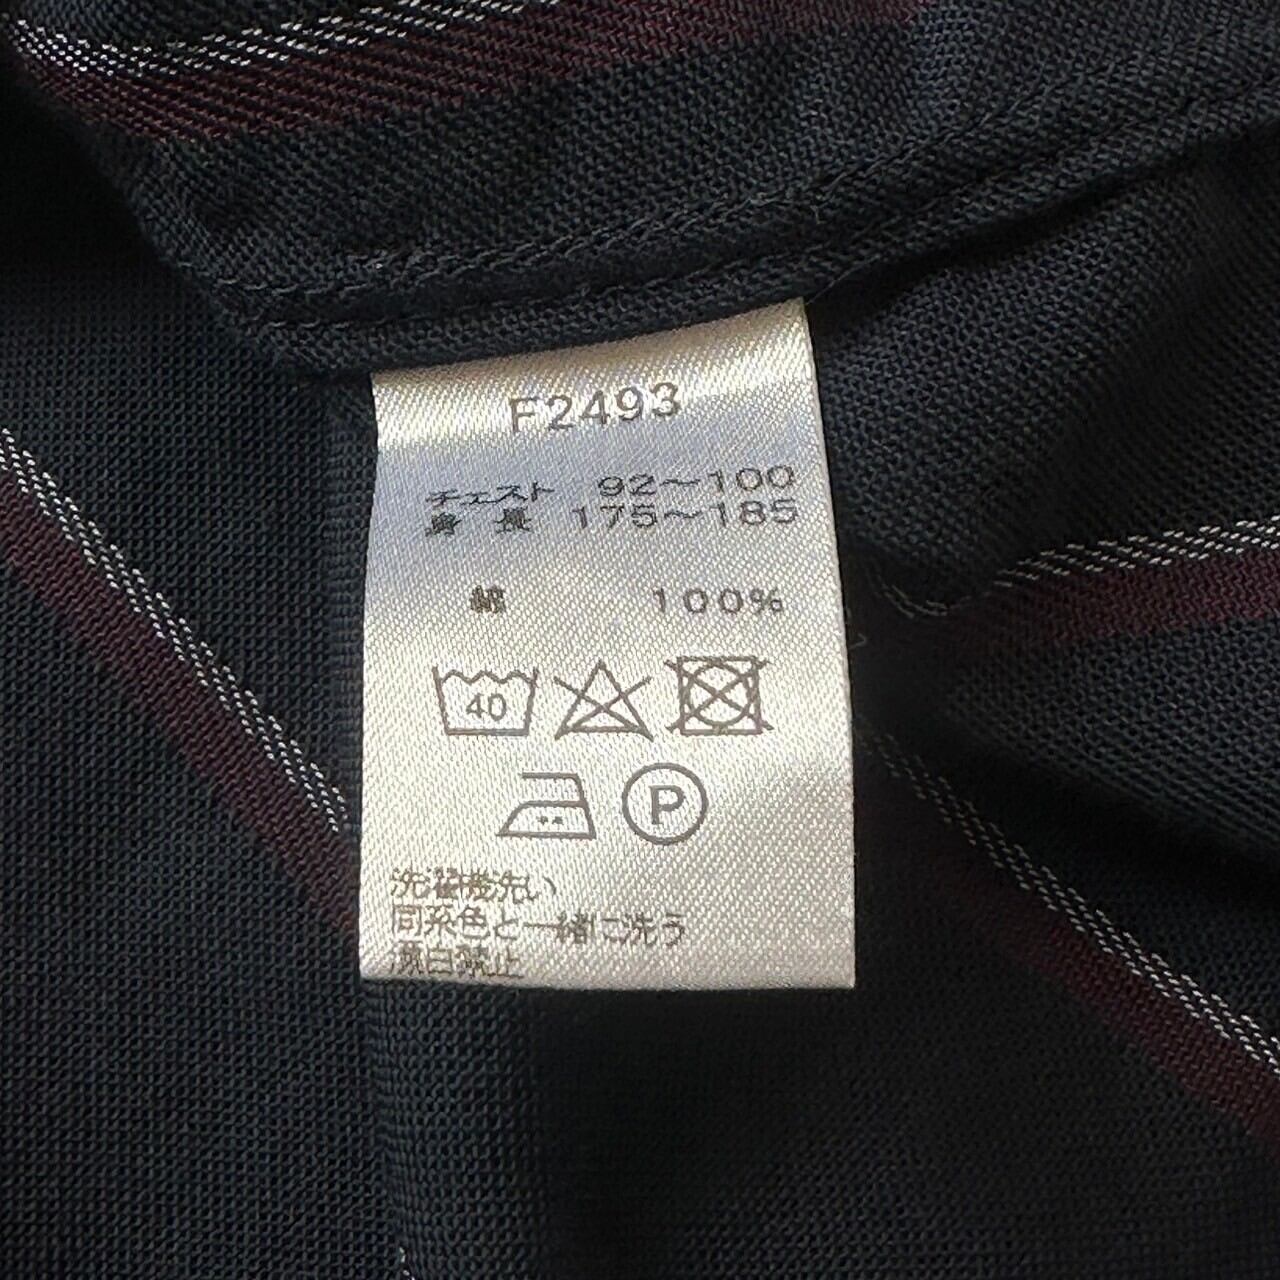 F2493
チェスト 92～100
身長 175～185
綿 100%
40
P
洗濯機洗い
同系色と一緒に洗う
漂白禁止